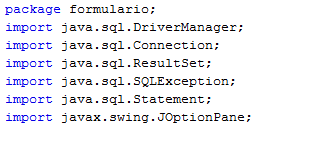 package formulario;
import java.sql.DriverManager;
import java.sql.Connection;
import java.sql.ResultSet;
import java.sql.SQLException;
import java.sql.Statement;
import javax.swing.JOptionPane;